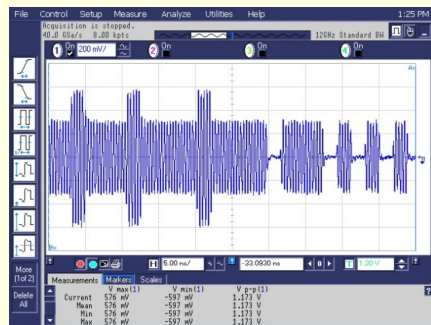 File Control Setup Measure Analyze Utilities Help 1:25 PM
Acquisition is stopped.
40.0 GSa/s 8.00 kpts 12GHz Standard BW
1 On 200 mV/ 2 On 3 On 4 On
H 5.00 ns/ -33.0930 ns 0 T 1.20 V
More
(1of 2)
Delete
All
Measurements Markers Scales
V max(1) V min(1) V p-p(1)
Current 576 mV -597 mV 1.173 V
Mean 576 mV -597 mV 1.173 V
Min 576 mV -597 mV 1.173 V
Max 576 mV -597 mV 1.173 V